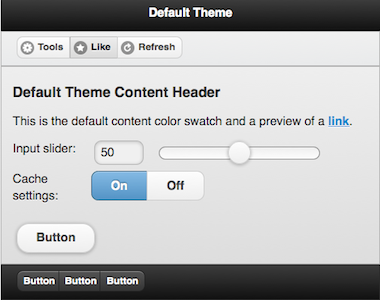 Default Theme
Tools Like Refresh
Default Theme Content Header
This is the default content color swatch and a preview of a link.
Input slider: 50
Cache
settings: On Off
Button
Button Button Button